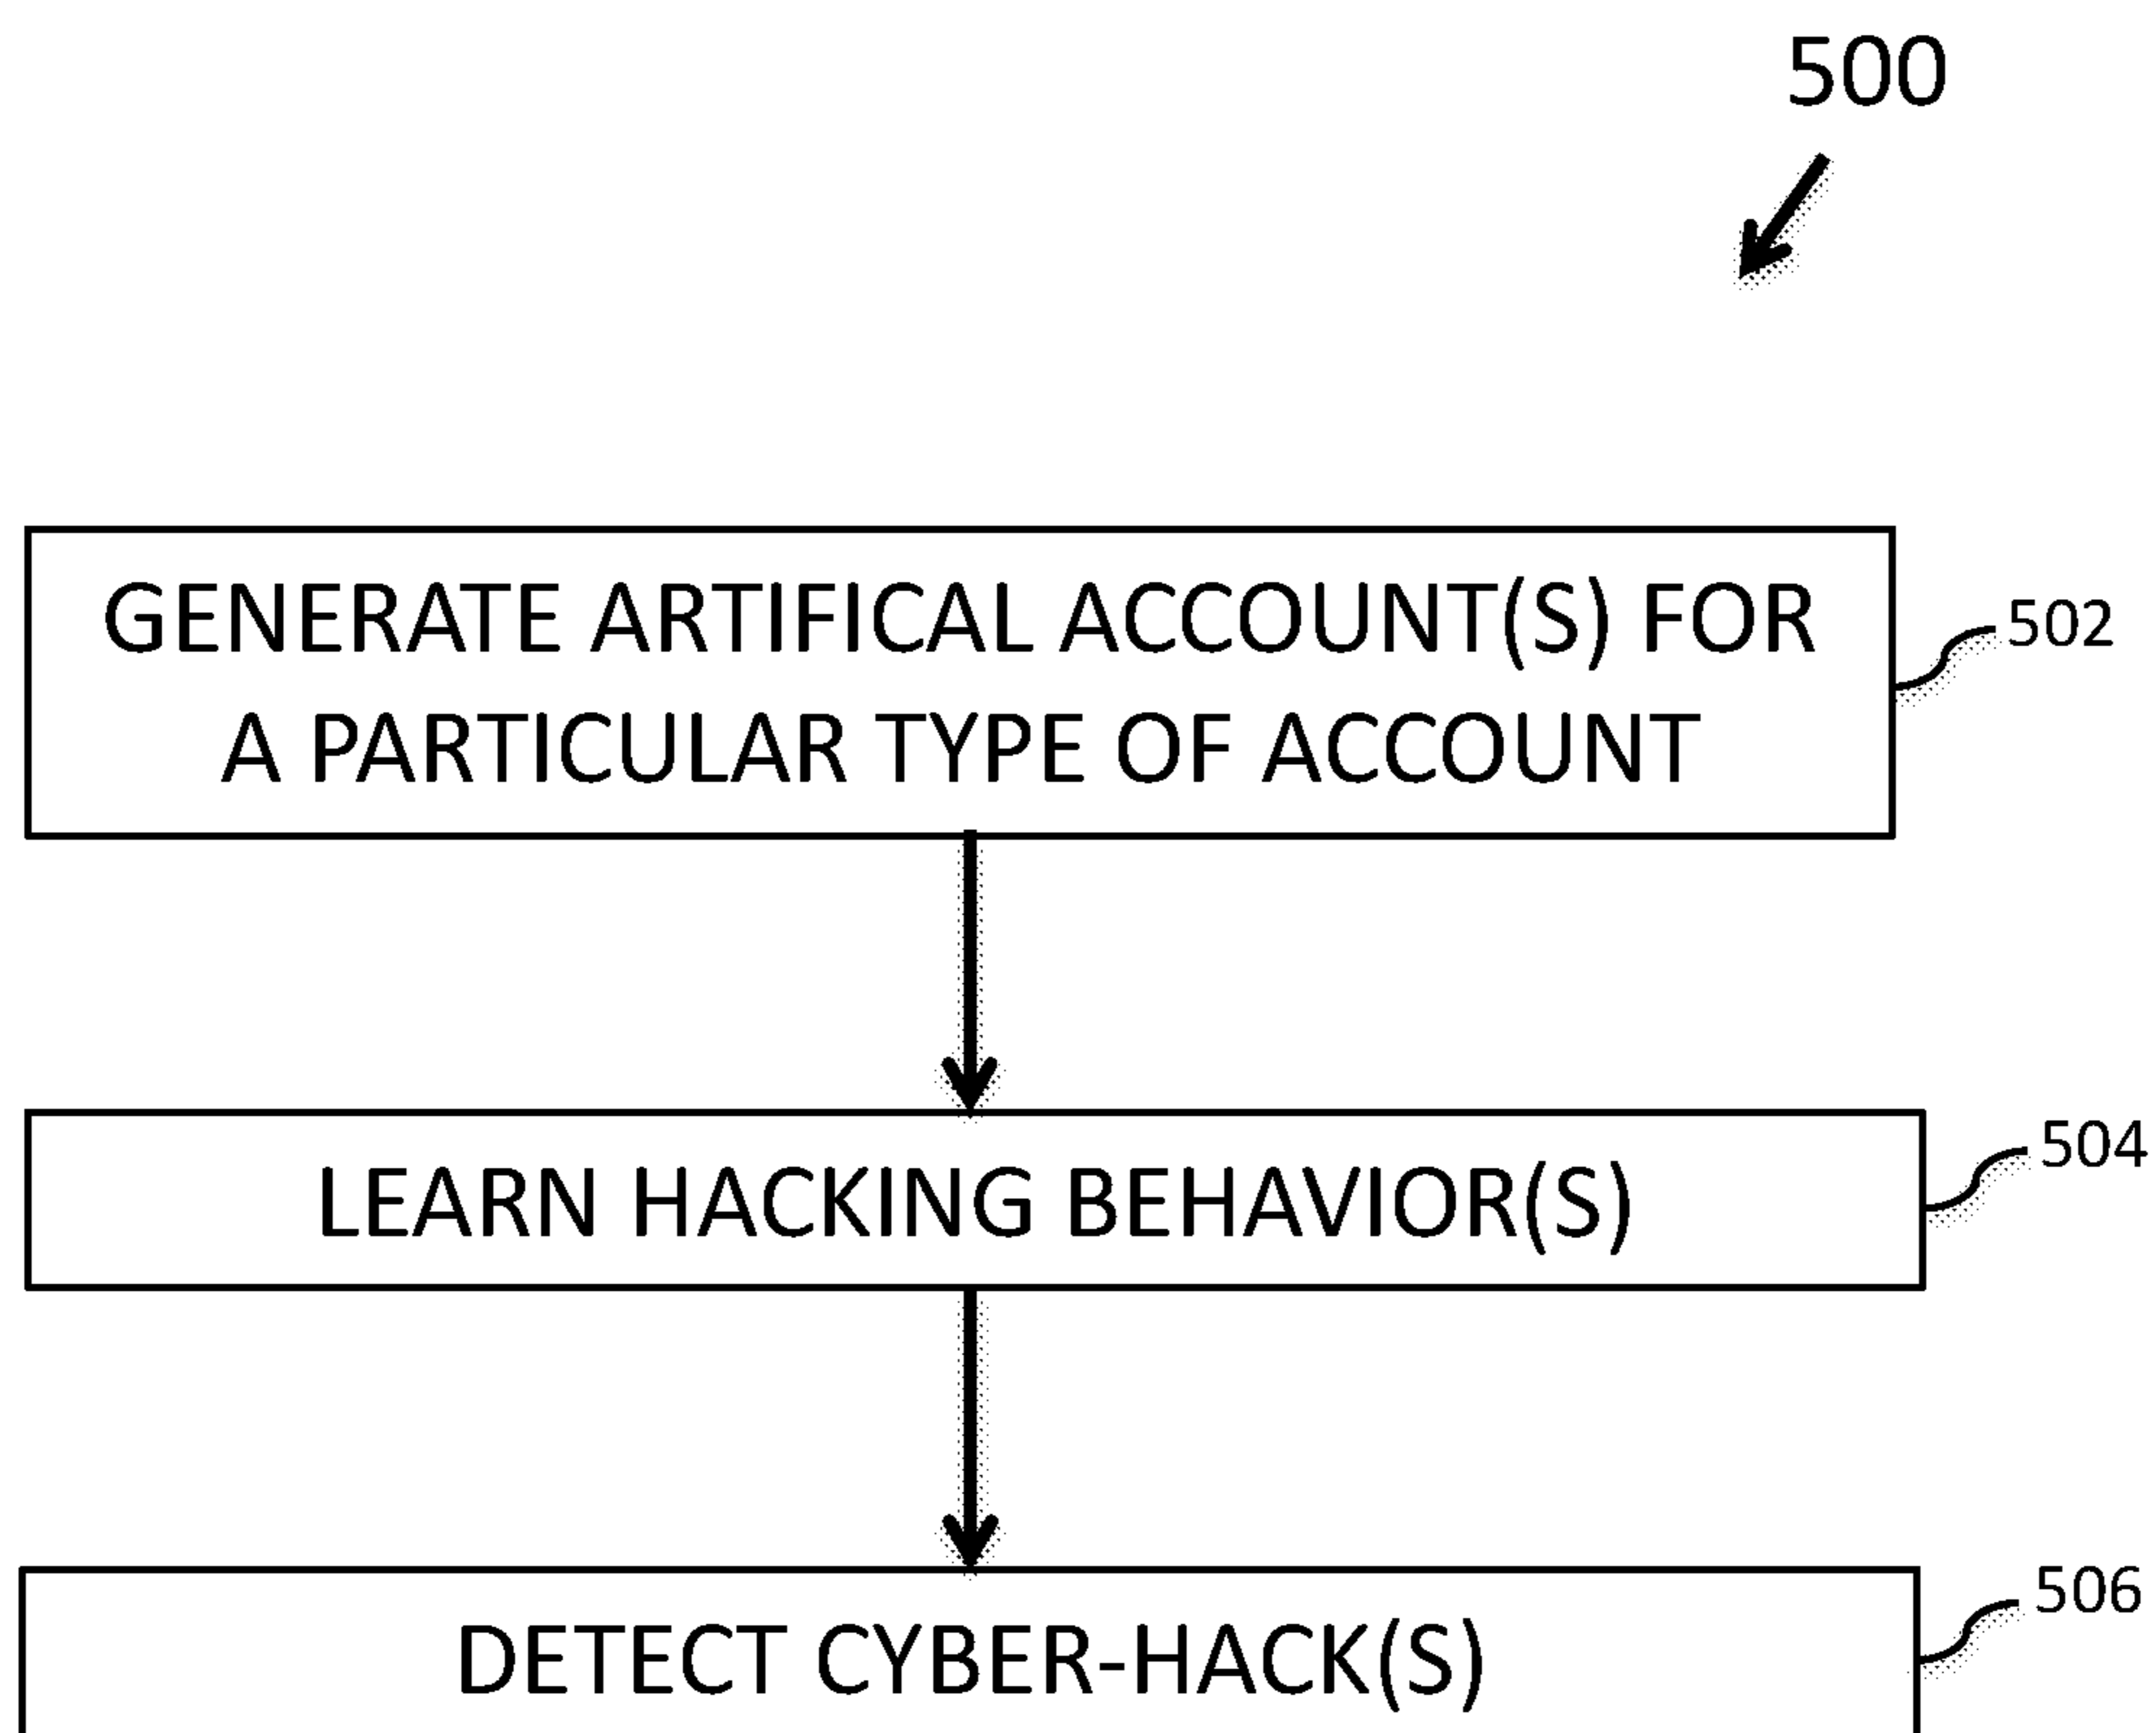 500
GENERATE ARTIFICAL ACCOUNT(S) FOR
A PARTICULAR TYPE OF ACCOUNT
502
LEARN HACKING BEHAVIOR(S)
504
DETECT CYBER-HACK(S)
506